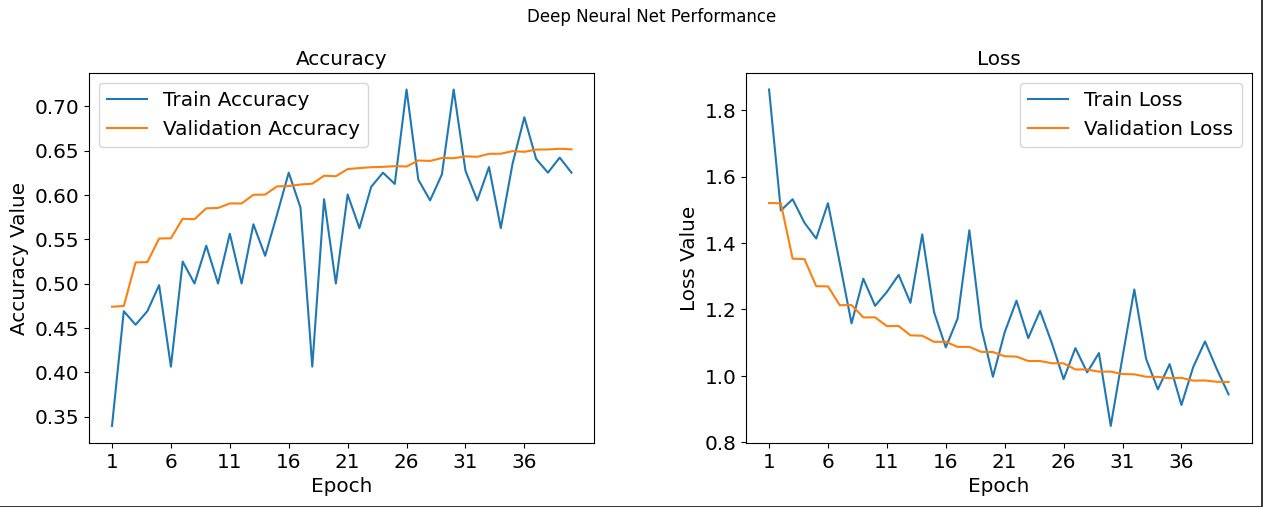 Deep Neural Net Performance
Accuracy
Train Accuracy
Validation Accuracy
0.70
0.65
0.60
0.55
0.50
0.45
0.40
0.35
Accuracy Value
1 6 11 16 21 26 31 36
Epoch
Loss
Train Loss
Validation Loss
1.8
1.6
1.4
1.2
1.0
0.8
Loss Value
1 6 11 16 21 26 31 36
Epoch